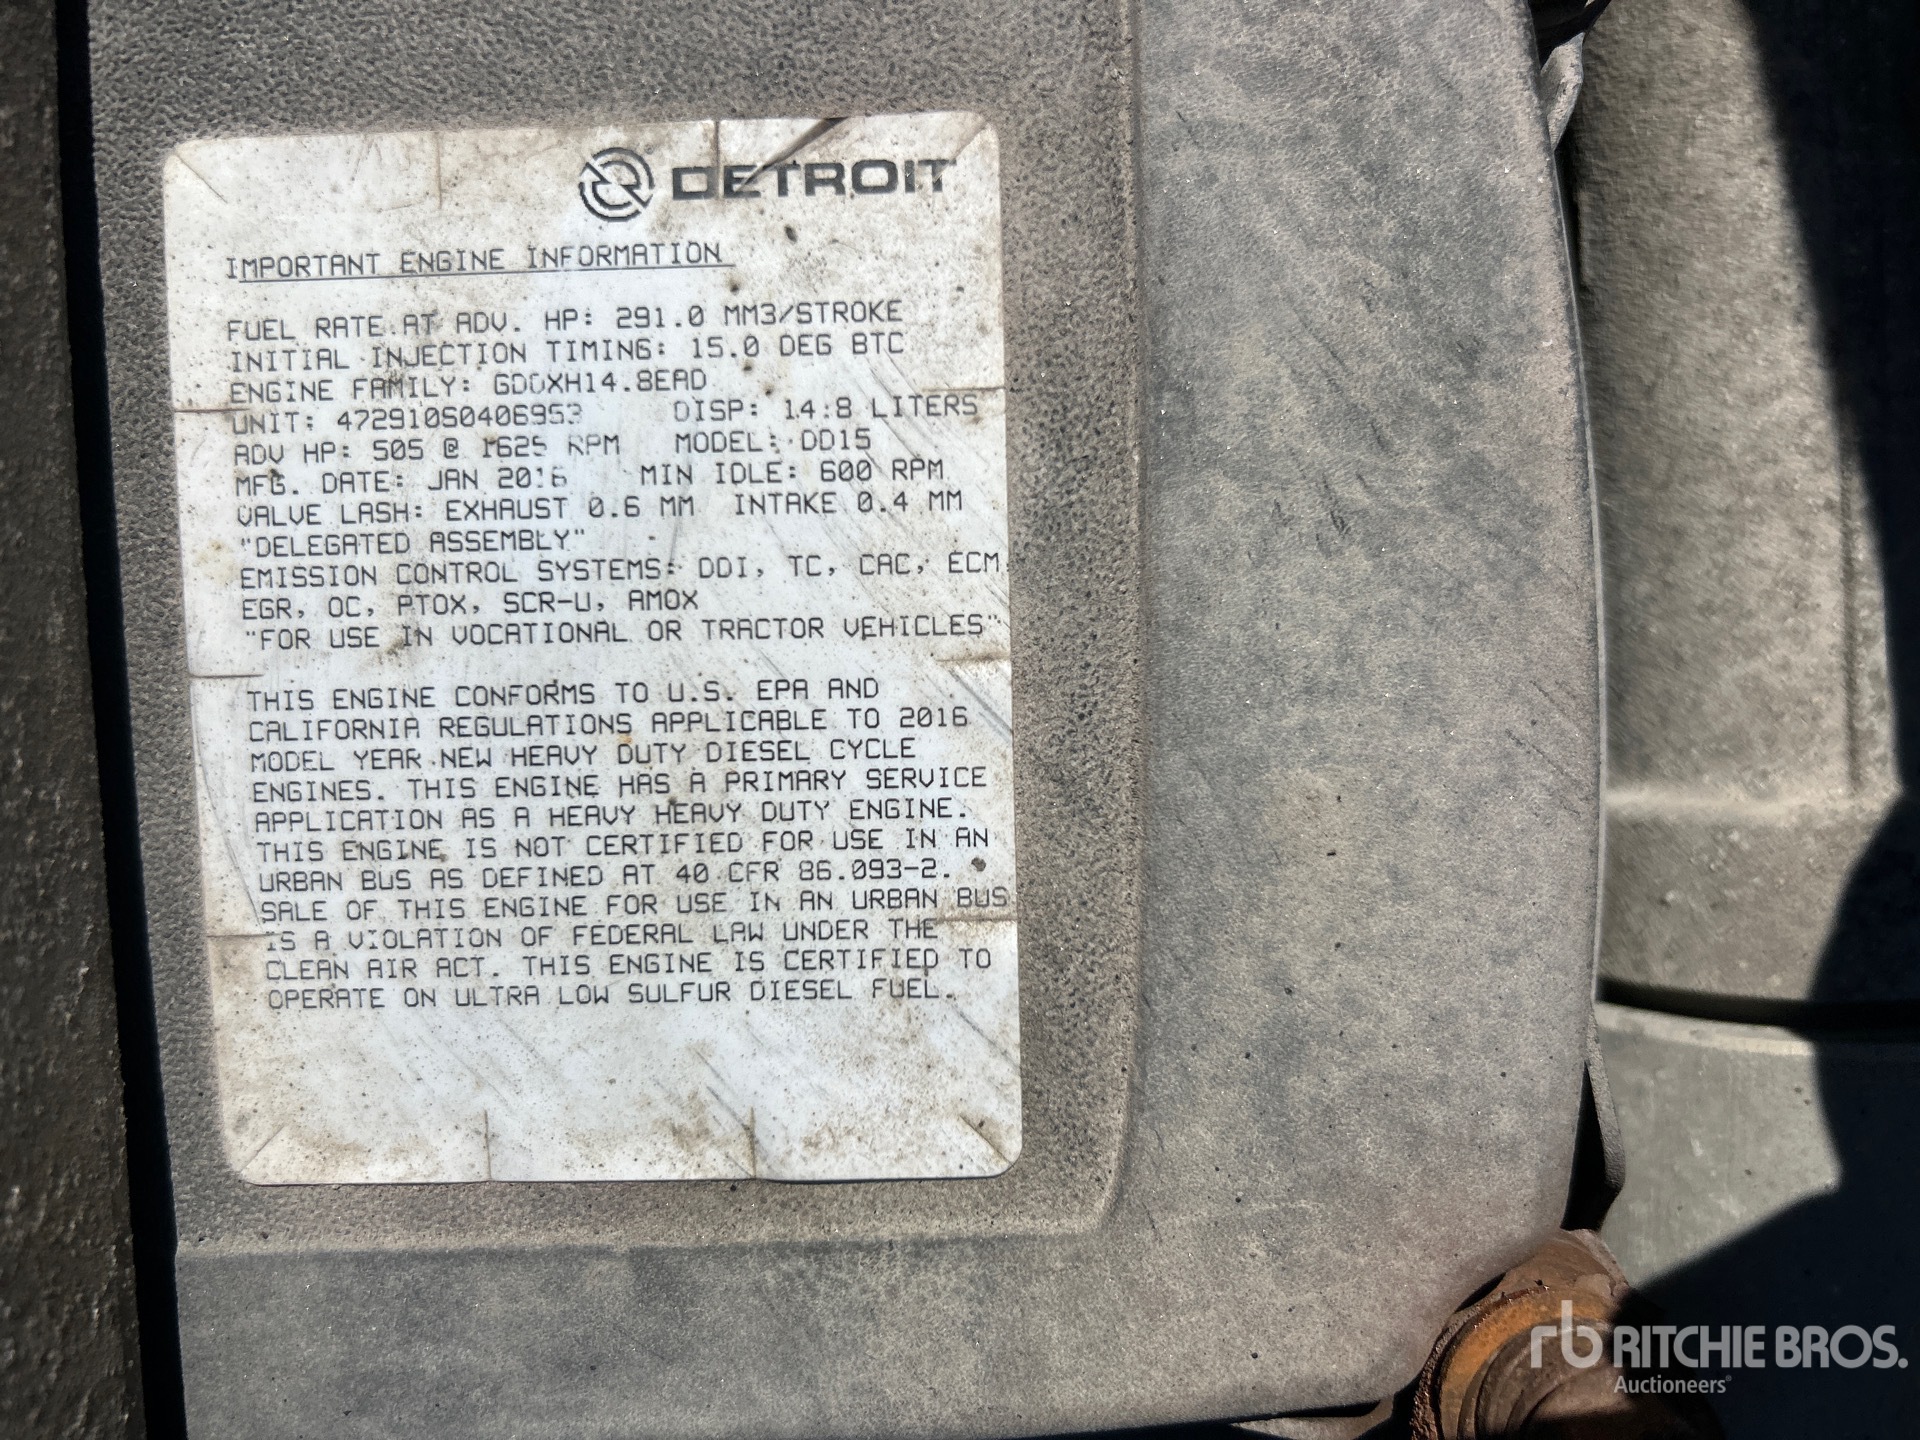 DETROIT
IMPORTANT ENGINE INFORMATION
FUEL RATE AT ADV. HP: 291.0 MM3/STROKE
INITIAL INJECTION TIMING: 15.0 DEG BTC
ENGINE FAMILY: GDDXH14.8EAD
UNIT: 472910S0406953 DISP: 14.8 LITERS
ADV HP: 505 @ 1625 RPM MODEL: DD15
MFG. DATE: JAN 2016 MIN IDLE: 600 RPM
VALVE LASH: EXHAUST 0.6 MM INTAKE 0.4 MM
"DELEGATED ASSEMBLY"
EMISSION CONTROL SYSTEMS: DDI, TC, CAC, ECM,
EGR, OC, PTOX, SCR-U, AMOX
"FOR USE IN VOCATIONAL OR TRACTOR VEHICLES"
THIS ENGINE CONFORMS TO U.S. EPA AND
CALIFORNIA REGULATIONS APPLICABLE TO 2016
MODEL YEAR NEW HEAVY DUTY DIESEL CYCLE
ENGINES. THIS ENGINE HAS A PRIMARY SERVICE
APPLICATION AS A HEAVY HEAVY DUTY ENGINE.
THIS ENGINE IS NOT CERTIFIED FOR USE IN AN
URBAN BUS AS DEFINED AT 40 CFR 86.093-2.
SALE OF THIS ENGINE FOR USE IN AN URBAN BUS
IS A VIOLATION OF FEDERAL LAW UNDER THE
CLEAN AIR ACT. THIS ENGINE IS CERTIFIED TO
OPERATE ON ULTRA LOW SULFUR DIESEL FUEL.
rb RITCHIE BROS.
Auctioneers®